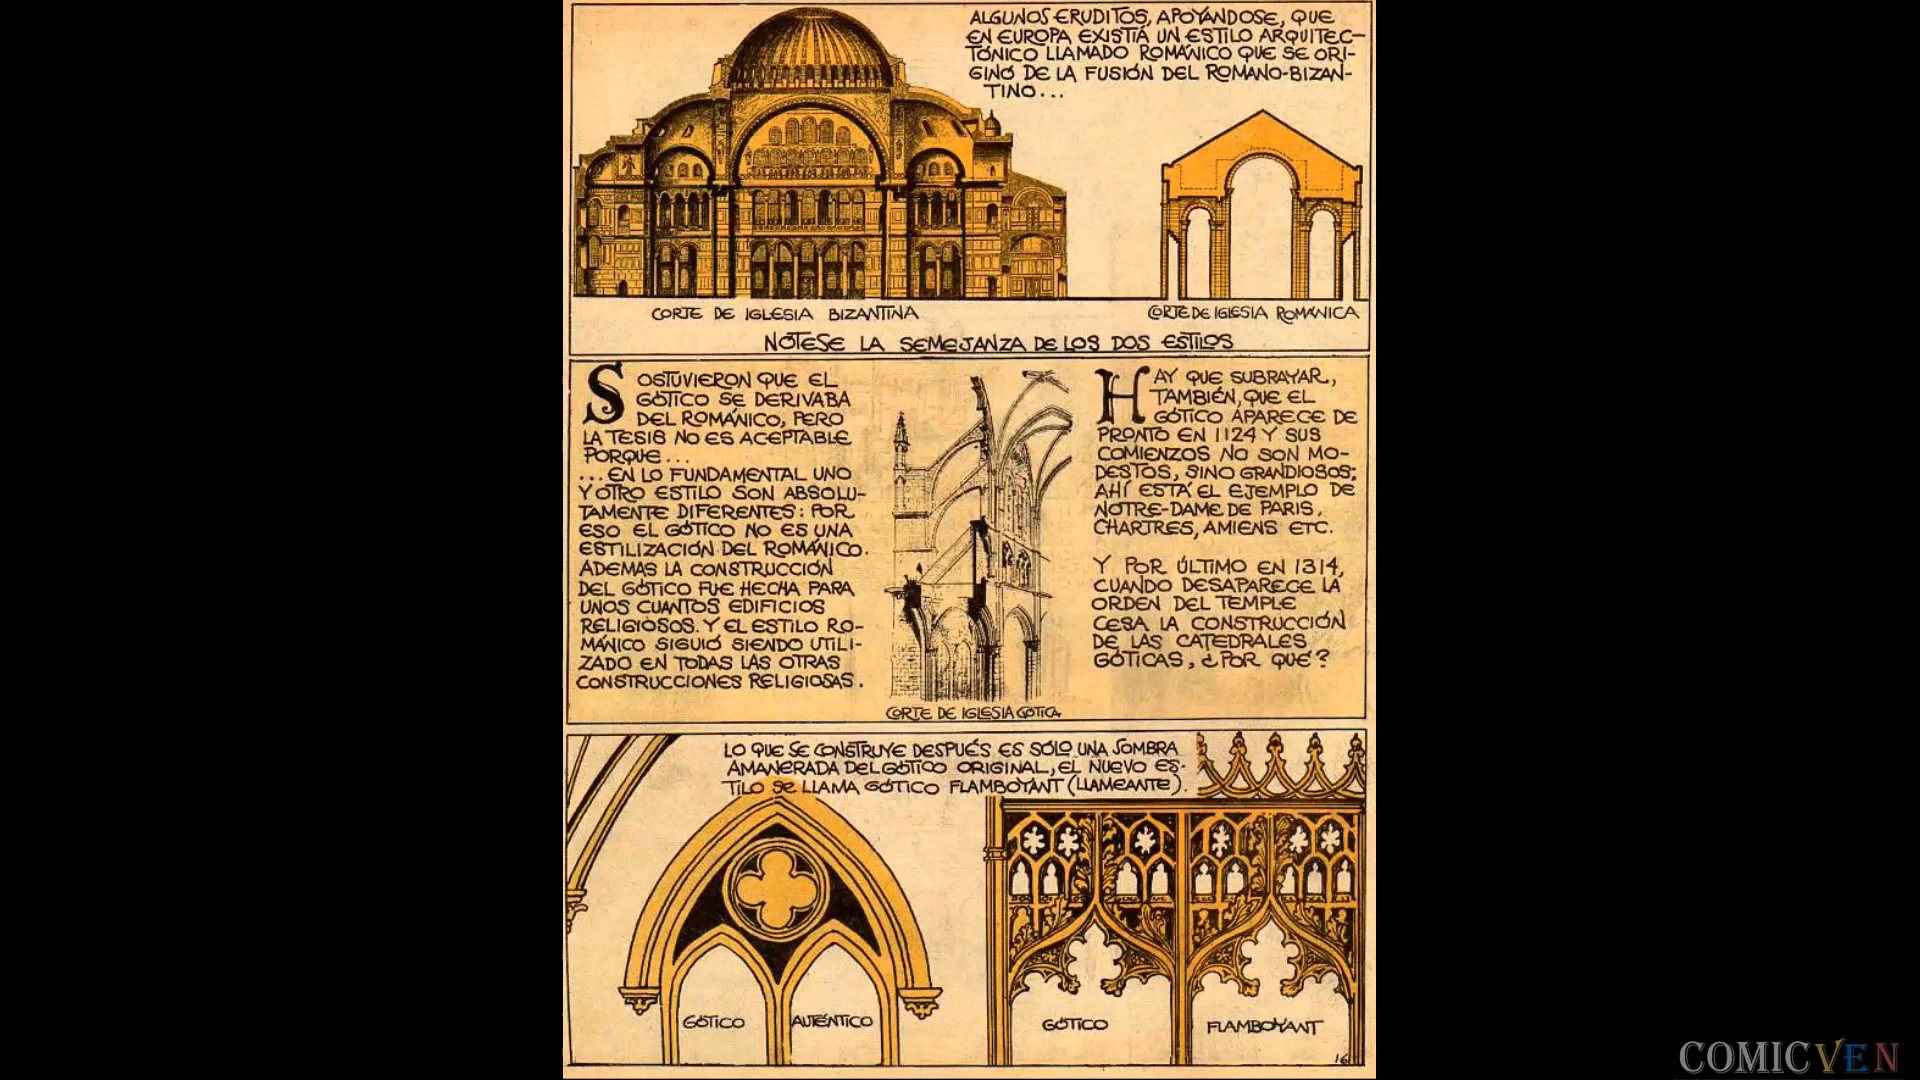 ALGUNOS ERUDITOS, APOYÁNDOSE, QUE
EN EUROPA EXISTÍA UN ESTILO ARQUITEC-
TÓNICO LLAMADO ROMÁNICO QUE SE ORI-
GINÓ DE LA FUSIÓN DEL ROMANO-BIZAN-
TINO...
CORTE DE IGLESIA BIZANTINA
CORTE DE IGLESIA ROMÁNICA
NÓTESE LA SEMEJANZA DE LOS DOS ESTILOS
SOSTUVIERON QUE EL
GÓTICO SE DERIVABA
DEL ROMÁNICO, PERO
LA TESIS NO ES ACEPTABLE
PORQUE...
...EN LO FUNDAMENTAL UNO
Y OTRO ESTILO SON ABSOLU-
TAMENTE DIFERENTES: POR
ESO EL GÓTICO NO ES UNA
ESTILIZACIÓN DEL ROMÁNICO.
ADEMAS LA CONSTRUCCIÓN
DEL GÓTICO FUE HECHA PARA
UNOS CUANTOS EDIFICIOS
RELIGIOSOS. Y EL ESTILO RO-
MÁNICO SIGUIÓ SIENDO UTILI-
ZADO EN TODAS LAS OTRAS
CONSTRUCCIONES RELIGIOSAS.
CORTE DE IGLESIA GÓTICA
HAY QUE SUBRAYAR,
TAMBIÉN, QUE EL
GÓTICO APARECE DE
PRONTO EN 1124 Y SUS
COMIENZOS NO SON MO-
DESTOS, SINO GRANDIOSOS;
AHÍ ESTÁ EL EJEMPLO DE
NOTRE-DAME DE PARIS,
CHARTRES, AMIENS ETC.
Y POR ÚLTIMO EN 1314,
CUANDO DESAPARECE LA
ORDEN DEL TEMPLE
CESA LA CONSTRUCCIÓN
DE LAS CATEDRALES
GÓTICAS, ¿POR QUÉ?
LO QUE SE CONSTRUYE DESPUÉS ES SÓLO UNA SOMBRA
AMANERADA DEL GÓTICO ORIGINAL, EL NUEVO ES-
TILO SE LLAMA GÓTICO FLAMBOYANT (LLAMEANTE).
GÓTICO AUTÉNTICO
GÓTICO FLAMBOYANT
16
COMICVEN